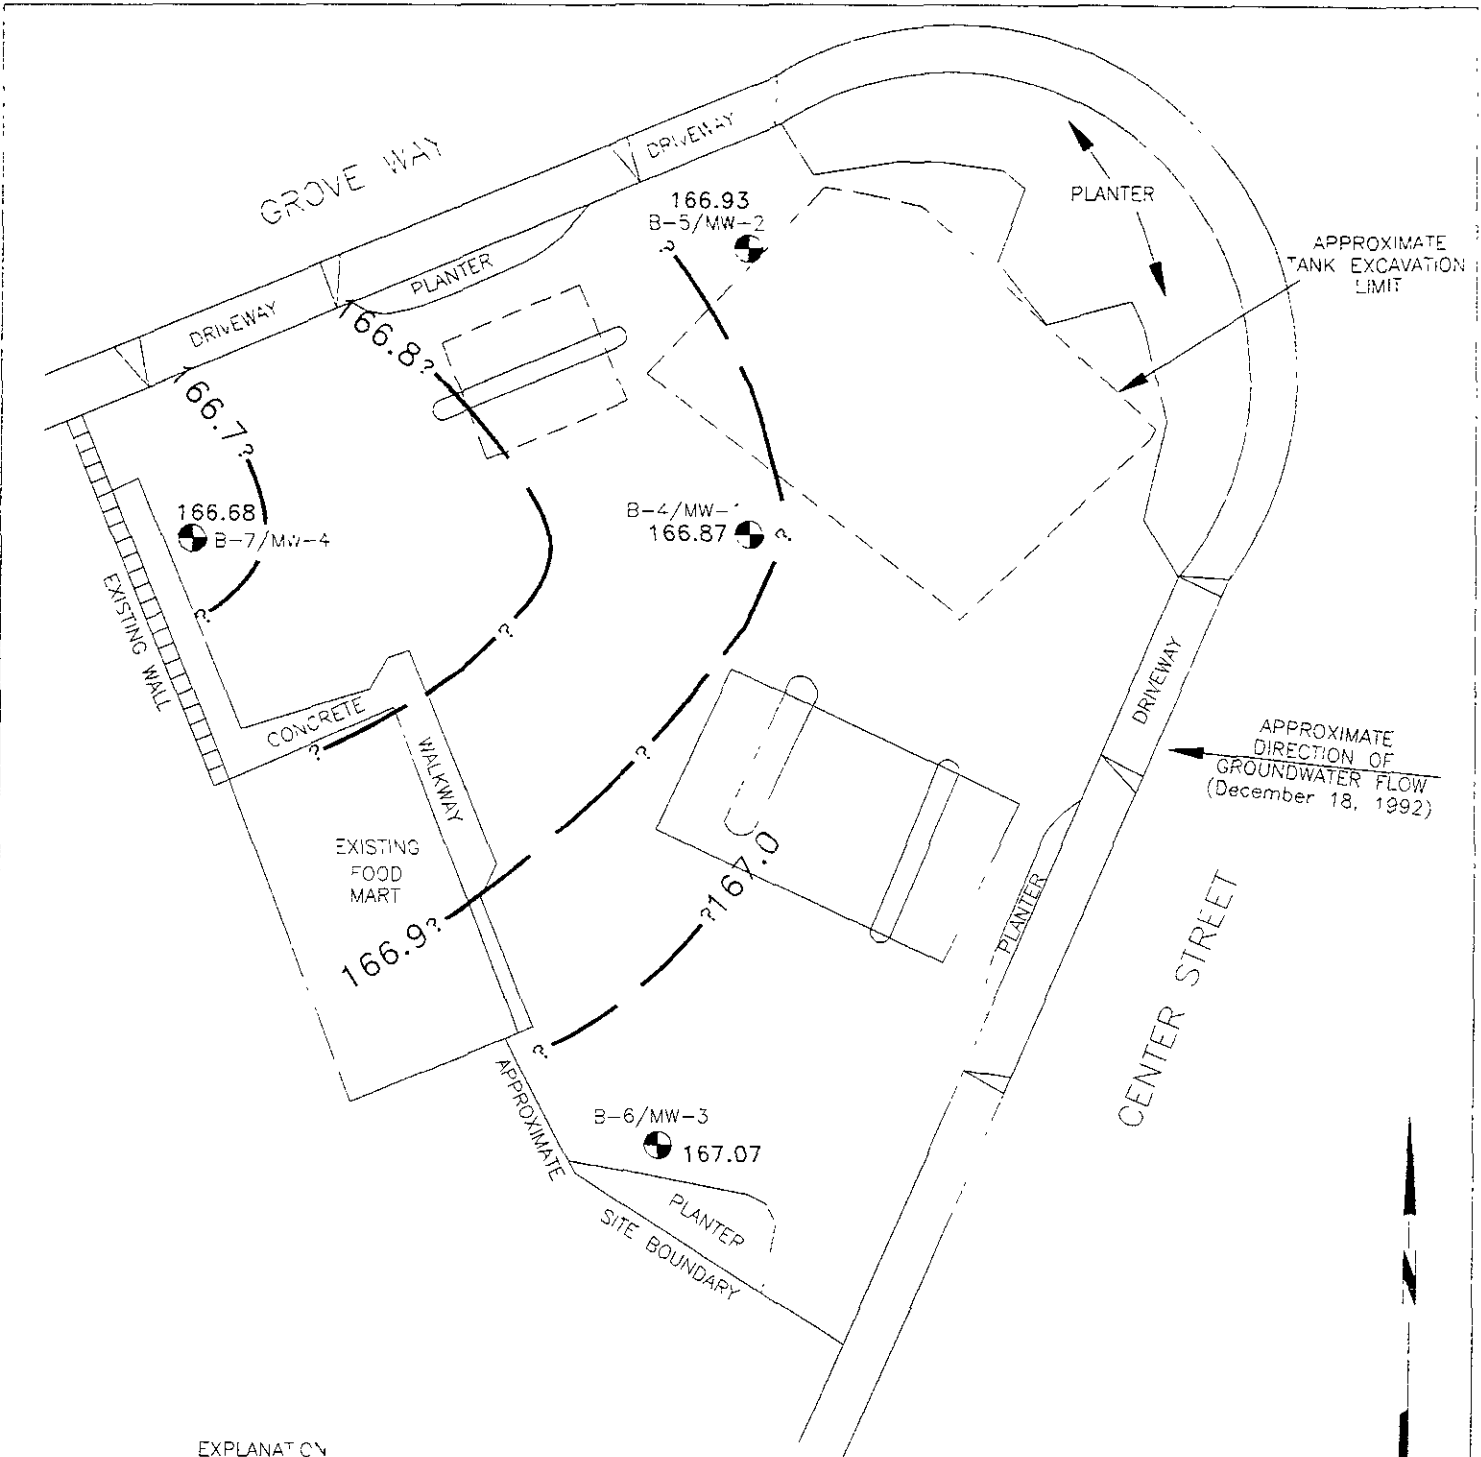 GROVE WAY
DRIVEWAY
166.93
B-5/MW-2
PLANTER
APPROXIMATE
TANK EXCAVATION
LIMIT
PLANTER
DRIVEWAY
166.8?
?
166.7?
166.68
B-7/MW-4
B-4/MW-1
166.87
?
EXISTING WALL
?
?
CONCRETE
?
WALKWAY
?
DRIVEWAY
APPROXIMATE
DIRECTION OF
GROUNDWATER FLOW
(December 18, 1992)
EXISTING
FOOD
MART
?167.0
166.9?
PLANTER
CENTER STREET
?
APPROXIMATE
SITE BOUNDARY
B-6/MW-3
167.07
PLANTER
N
EXPLANATION